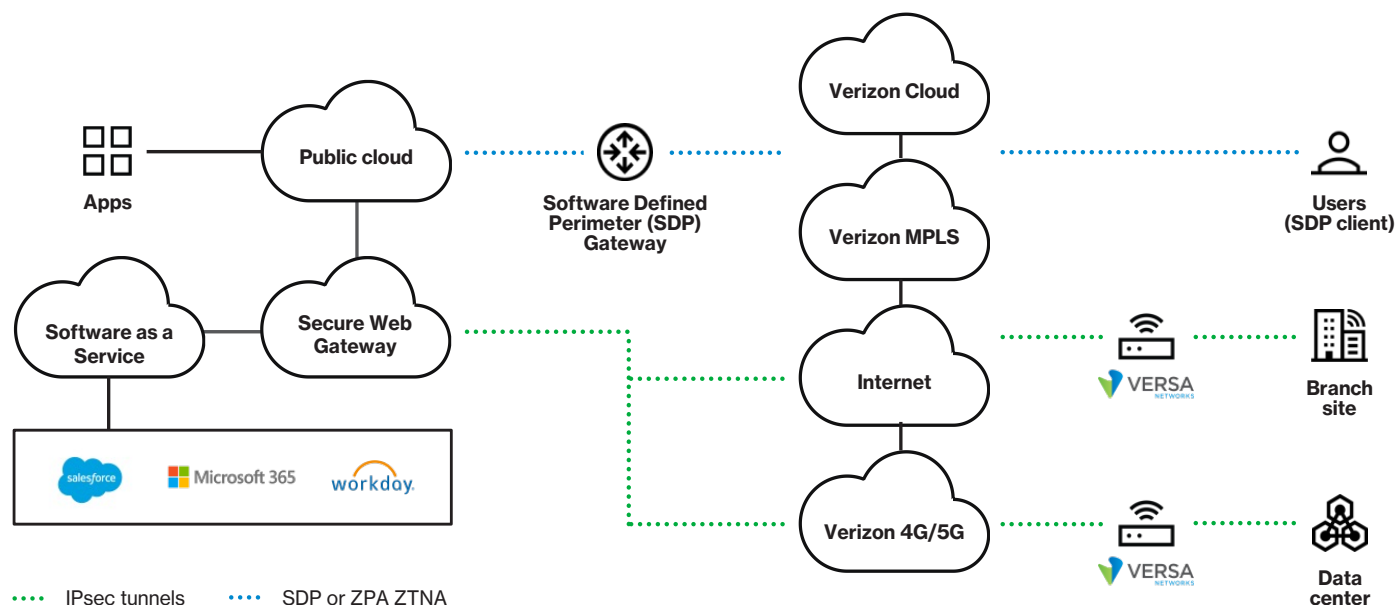 Verizon Cloud
Public cloud
Apps
Software Defined
Perimeter (SDP)
Gateway
Users
(SDP client)
Verizon MPLS
Software as a
Service
Secure Web
Gateway
Internet
VERSA
NETWORKS
Branch
site
salesforce
Microsoft 365
workday.
Verizon 4G/5G
VERSA
NETWORKS
Data
center
IPsec tunnels
SDP or ZPA ZTNA